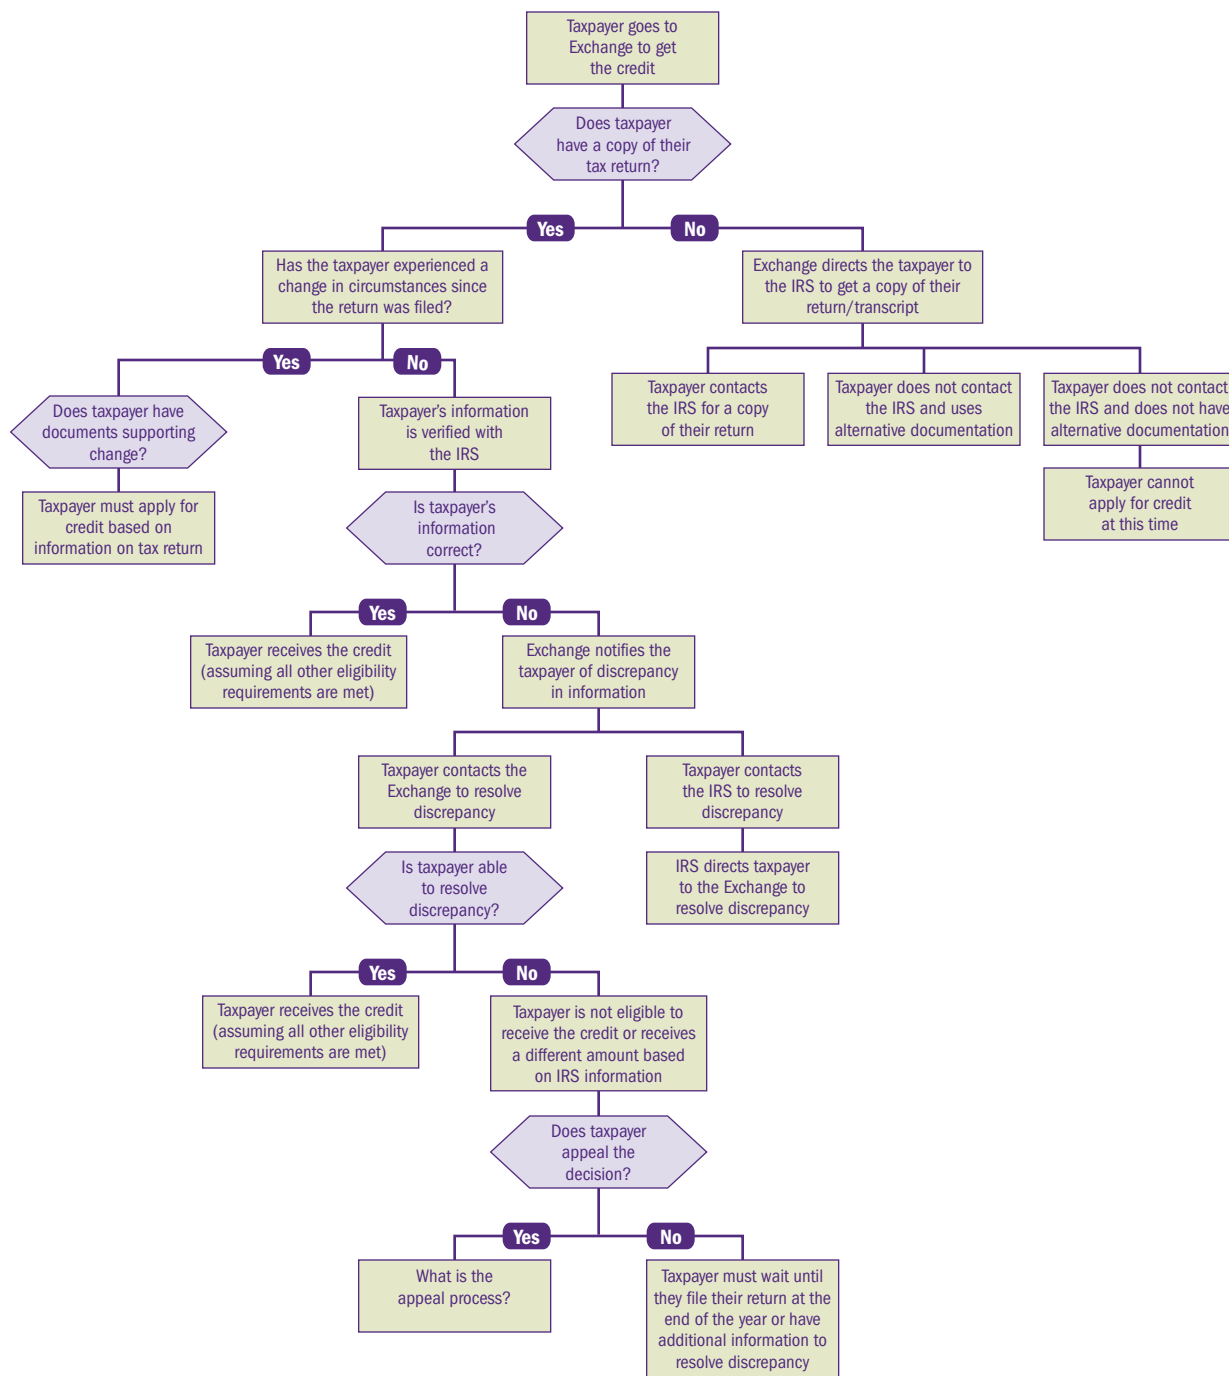 Taxpayer goes to
Exchange to get
the credit
Does taxpayer
have a copy of their
tax return?
Yes
No
Has the taxpayer experienced a
change in circumstances since
the return was filed?
Exchange directs the taxpayer to
the IRS to get a copy of their
return/transcript
Yes
No
Does taxpayer have
documents supporting
change?
Taxpayer's information
is verified with
the IRS
Taxpayer contacts
the IRS for a copy
of their return
Taxpayer does not contact
the IRS and uses
alternative documentation
Taxpayer does not contact
the IRS and does not have
alternative documentation
Taxpayer must apply for
credit based on
information on tax return
Is taxpayer's
information
correct?
Taxpayer cannot
apply for credit
at this time
Yes
No
Taxpayer receives the credit
(assuming all other eligibility
requirements are met)
Exchange notifies the
taxpayer of discrepancy
in information
Taxpayer contacts the
Exchange to resolve
discrepancy
Taxpayer contacts
the IRS to resolve
discrepancy
Is taxpayer able
to resolve
discrepancy?
IRS directs taxpayer
to the Exchange to
resolve discrepancy
Yes
No
Taxpayer receives the credit
(assuming all other eligibility
requirements are met)
Taxpayer is not eligible to
receive the credit or receives
a different amount based
on IRS information
Does taxpayer
appeal the
decision?
Yes
No
What is the
appeal process?
Taxpayer must wait until
they file their return at the
end of the year or have
additional information to
resolve discrepancy